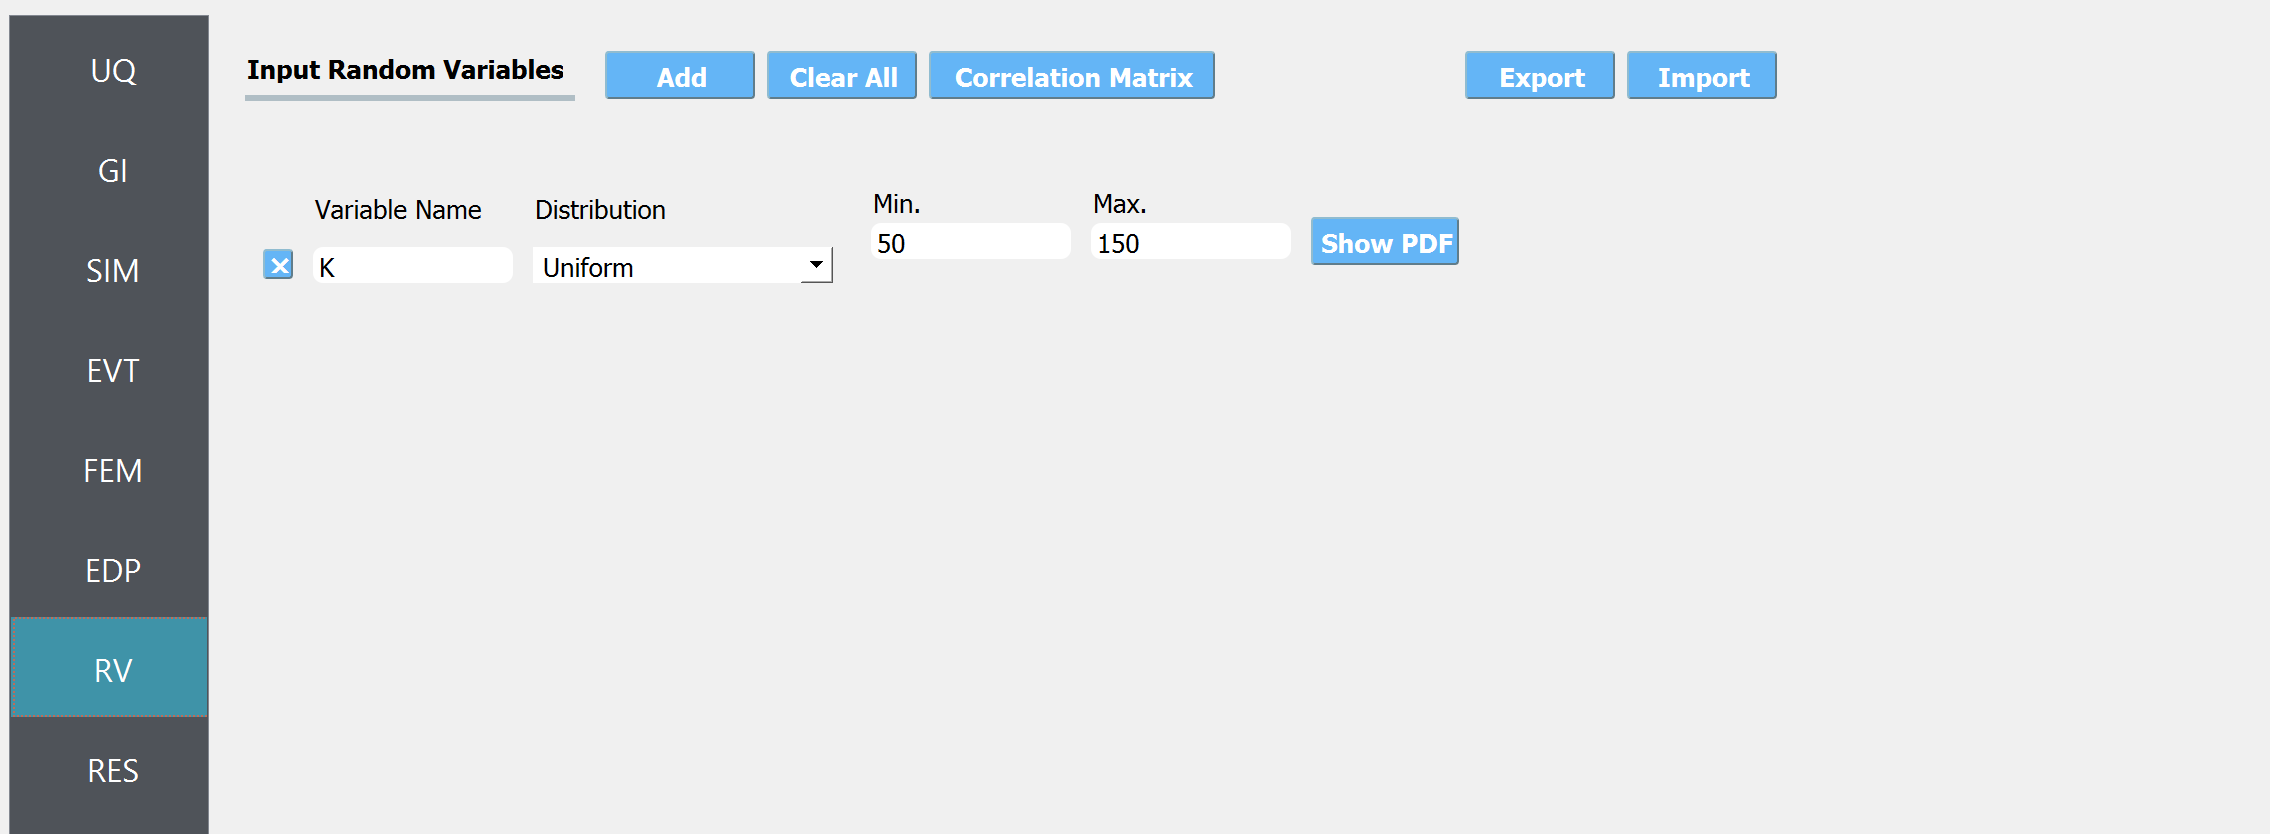 UQ
GI
SIM
EVT
FEM
EDP
RV
RES
Input Random Variables
Add
Clear All
Correlation Matrix
Export
Import
Variable Name
Distribution
Min.
Max.
K
Uniform
50
150
Show PDF